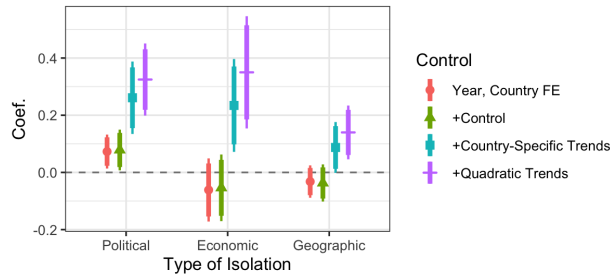 0.4
0.2
0.0
-0.2
Coef.
Political
Economic
Geographic
Type of Isolation
Control
Year, Country FE
+Control
+Country-Specific Trends
+Quadratic Trends